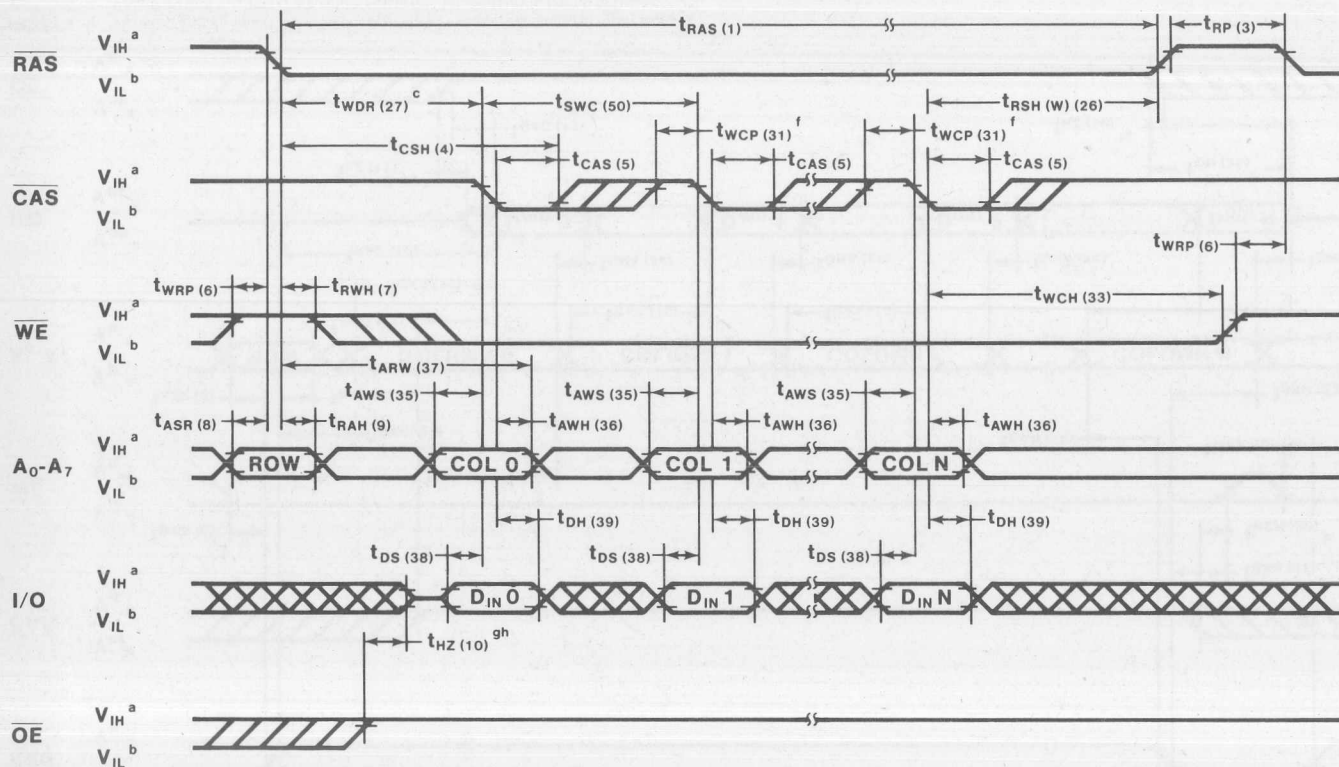 tRAS (1) tRP (3)
RAS VIH a
VIL b
tWDR (27) c tSWC (50) tRSH (W) (26)
tCSH (4) tWCP (31) f tWCP (31) f
tCAS (5) tCAS (5) tCAS (5)
CAS VIH a
VIL b
tWRP (6)
tWRP (6) tRWH (7) tWCH (33)
WE VIH a
VIL b
tARW (37)
tAWS (35) tAWS (35) tAWS (35)
tASR (8) tRAH (9) tAWH (36) tAWH (36) tAWH (36)
A0-A7 VIH a
ROW COL 0 COL 1 COL N
VIL b
tDH (39) tDH (39) tDH (39)
tDS (38) tDS (38) tDS (38)
I/O VIH a
DIN 0 DIN 1 DIN N
VIL b
tHZ (10) gh
OE VIH a
VIL b